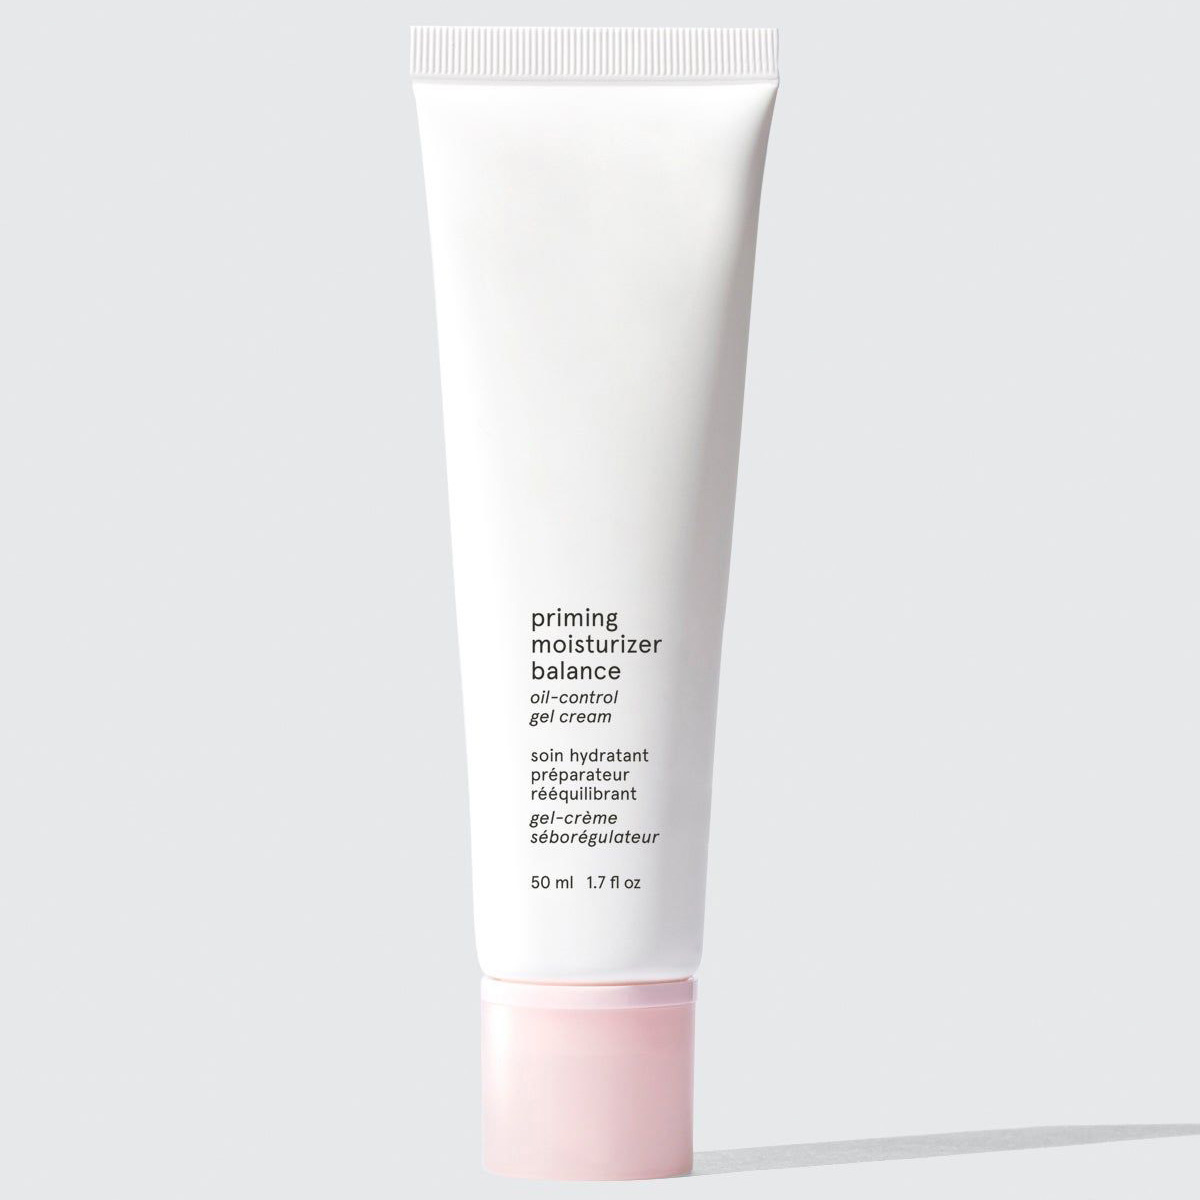 priming
moisturizer
balance
oil-control
gel cream
soin hydratant
préparateur
rééquilibrant
gel-crème
séborégulateur
50 ml 1.7 fl oz